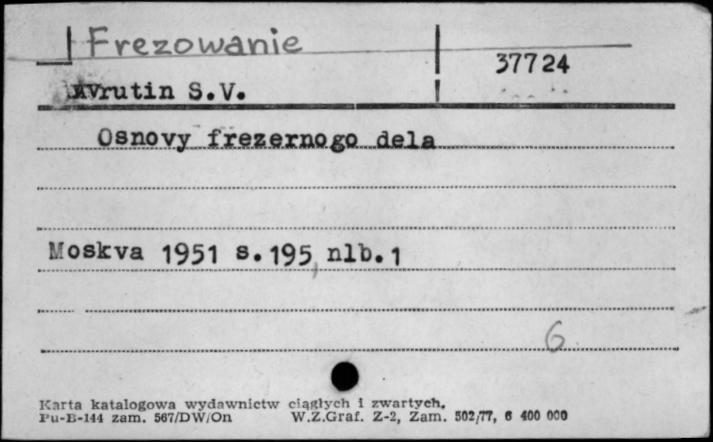 Frezowanie
37724
Avrutin S.V.
Osnovy frezernogo dela
Moskva 1951 s.195, nlb.1
6
Karta katalogowa wydawnictw ciągłych i zwartych.
Pu-B-144 zam. 567/DW/On W.Z.Graf. Z-2, Zam. 502/77, 6 400 000